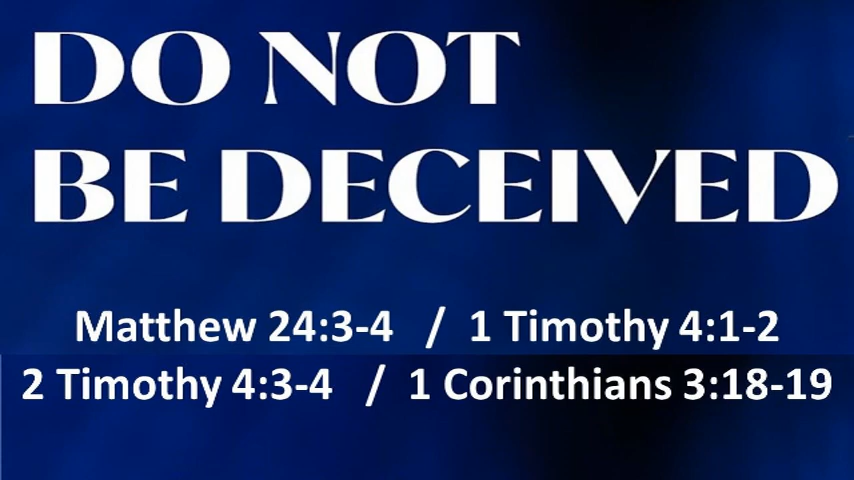 DO NOT
BE DECEIVED
Matthew 24:3-4 / 1 Timothy 4:1-2
2 Timothy 4:3-4 / 1 Corinthians 3:18-19